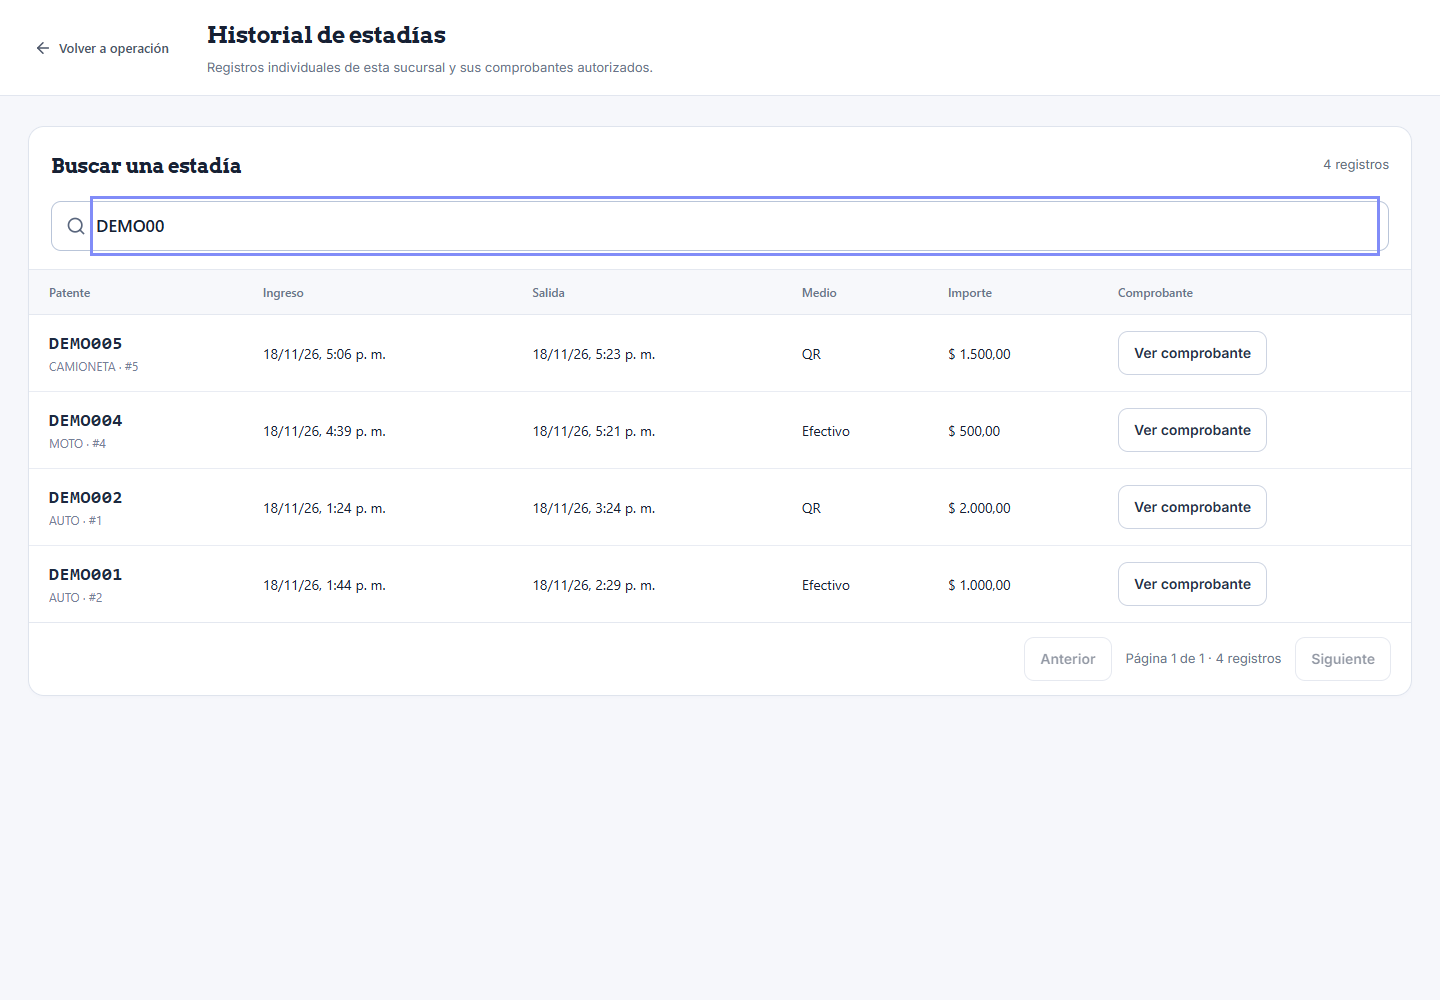 Volver a operación
Historial de estadías
Registros individuales de esta sucursal y sus comprobantes autorizados.
Buscar una estadía
4 registros
DEMO00
Patente Ingreso Salida Medio Importe Comprobante
DEMO005
CAMIONETA · #5
18/11/26, 5:06 p. m. 18/11/26, 5:23 p. m. QR $ 1.500,00 Ver comprobante
DEMO004
MOTO · #4
18/11/26, 4:39 p. m. 18/11/26, 5:21 p. m. Efectivo $ 500,00 Ver comprobante
DEMO002
AUTO · #1
18/11/26, 1:24 p. m. 18/11/26, 3:24 p. m. QR $ 2.000,00 Ver comprobante
DEMO001
AUTO · #2
18/11/26, 1:44 p. m. 18/11/26, 2:29 p. m. Efectivo $ 1.000,00 Ver comprobante
Anterior Página 1 de 1 · 4 registros Siguiente